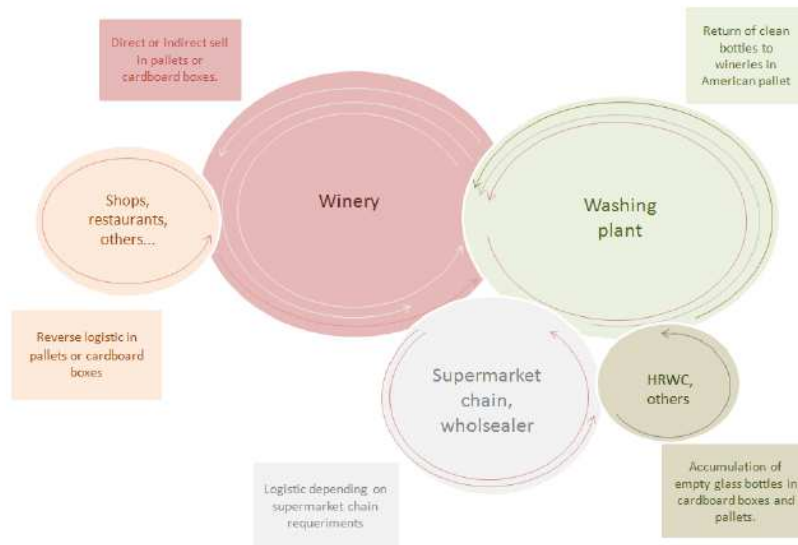 Direct or Indirect sell
in pallets or
cardboard boxes.
Return of clean
bottles to
wineries in
American pallet
Shops,
restaurants,
others...
Winery
Washing
plant
Reverse logistic in
pallets or cardboard
boxes
Supermarket
chain,
wholsealer
HRWC,
others
Logistic depending on
supermarket chain
requeriments
Accumulation of
empty glass bottles in
cardboard boxes and
pallets.